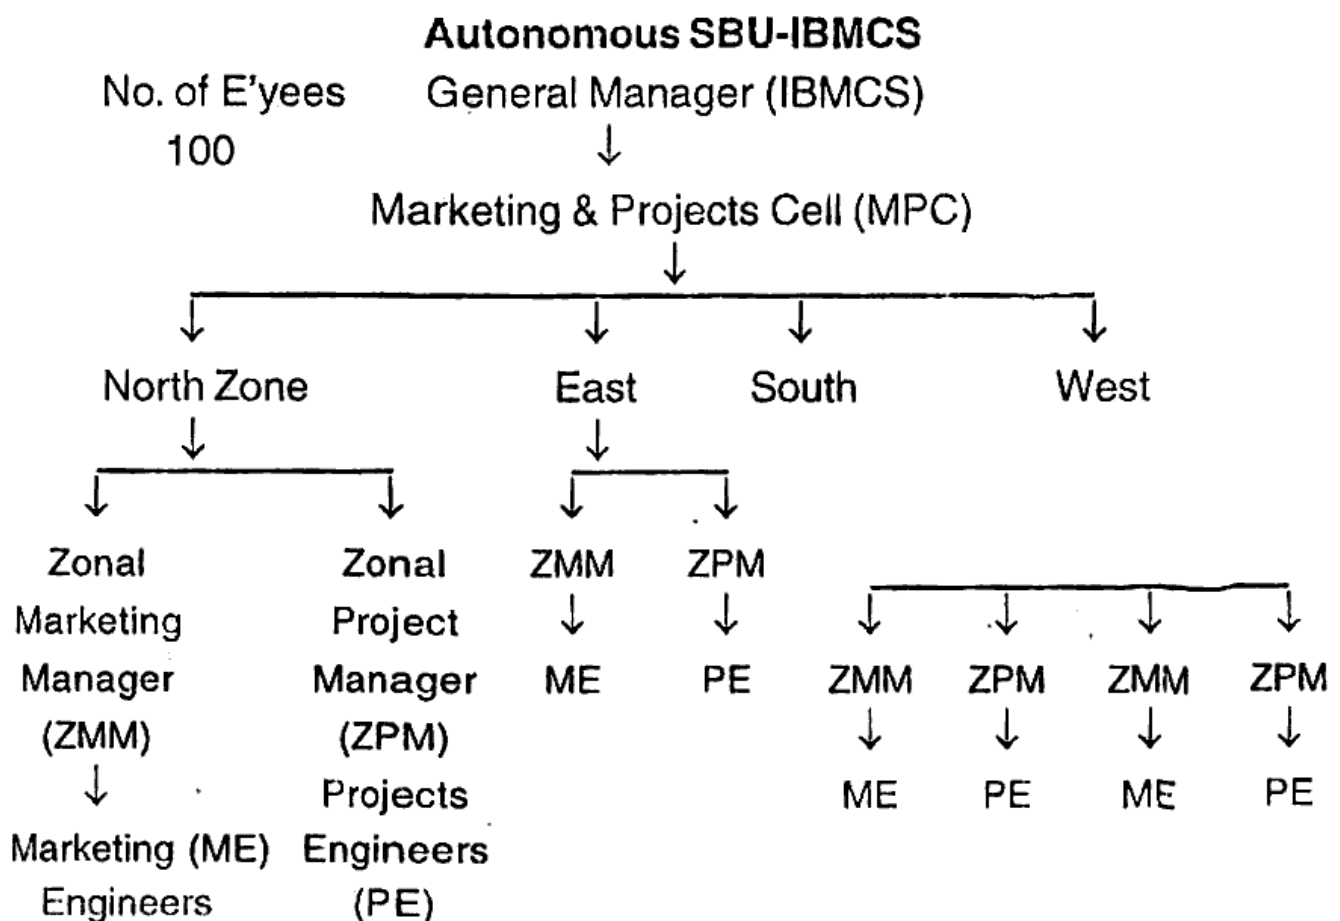 Autonomous SBU-IBMCS
No. of E'yees General Manager (IBMCS)
100
Marketing & Projects Cell (MPC)
North Zone East South West
Zonal Zonal ZMM ZPM
Marketing Project
Manager Manager ME PE ZMM ZPM ZMM ZPM
(ZMM) (ZPM)
Projects ME PE ME PE
Marketing (ME) Engineers
Engineers (PE)